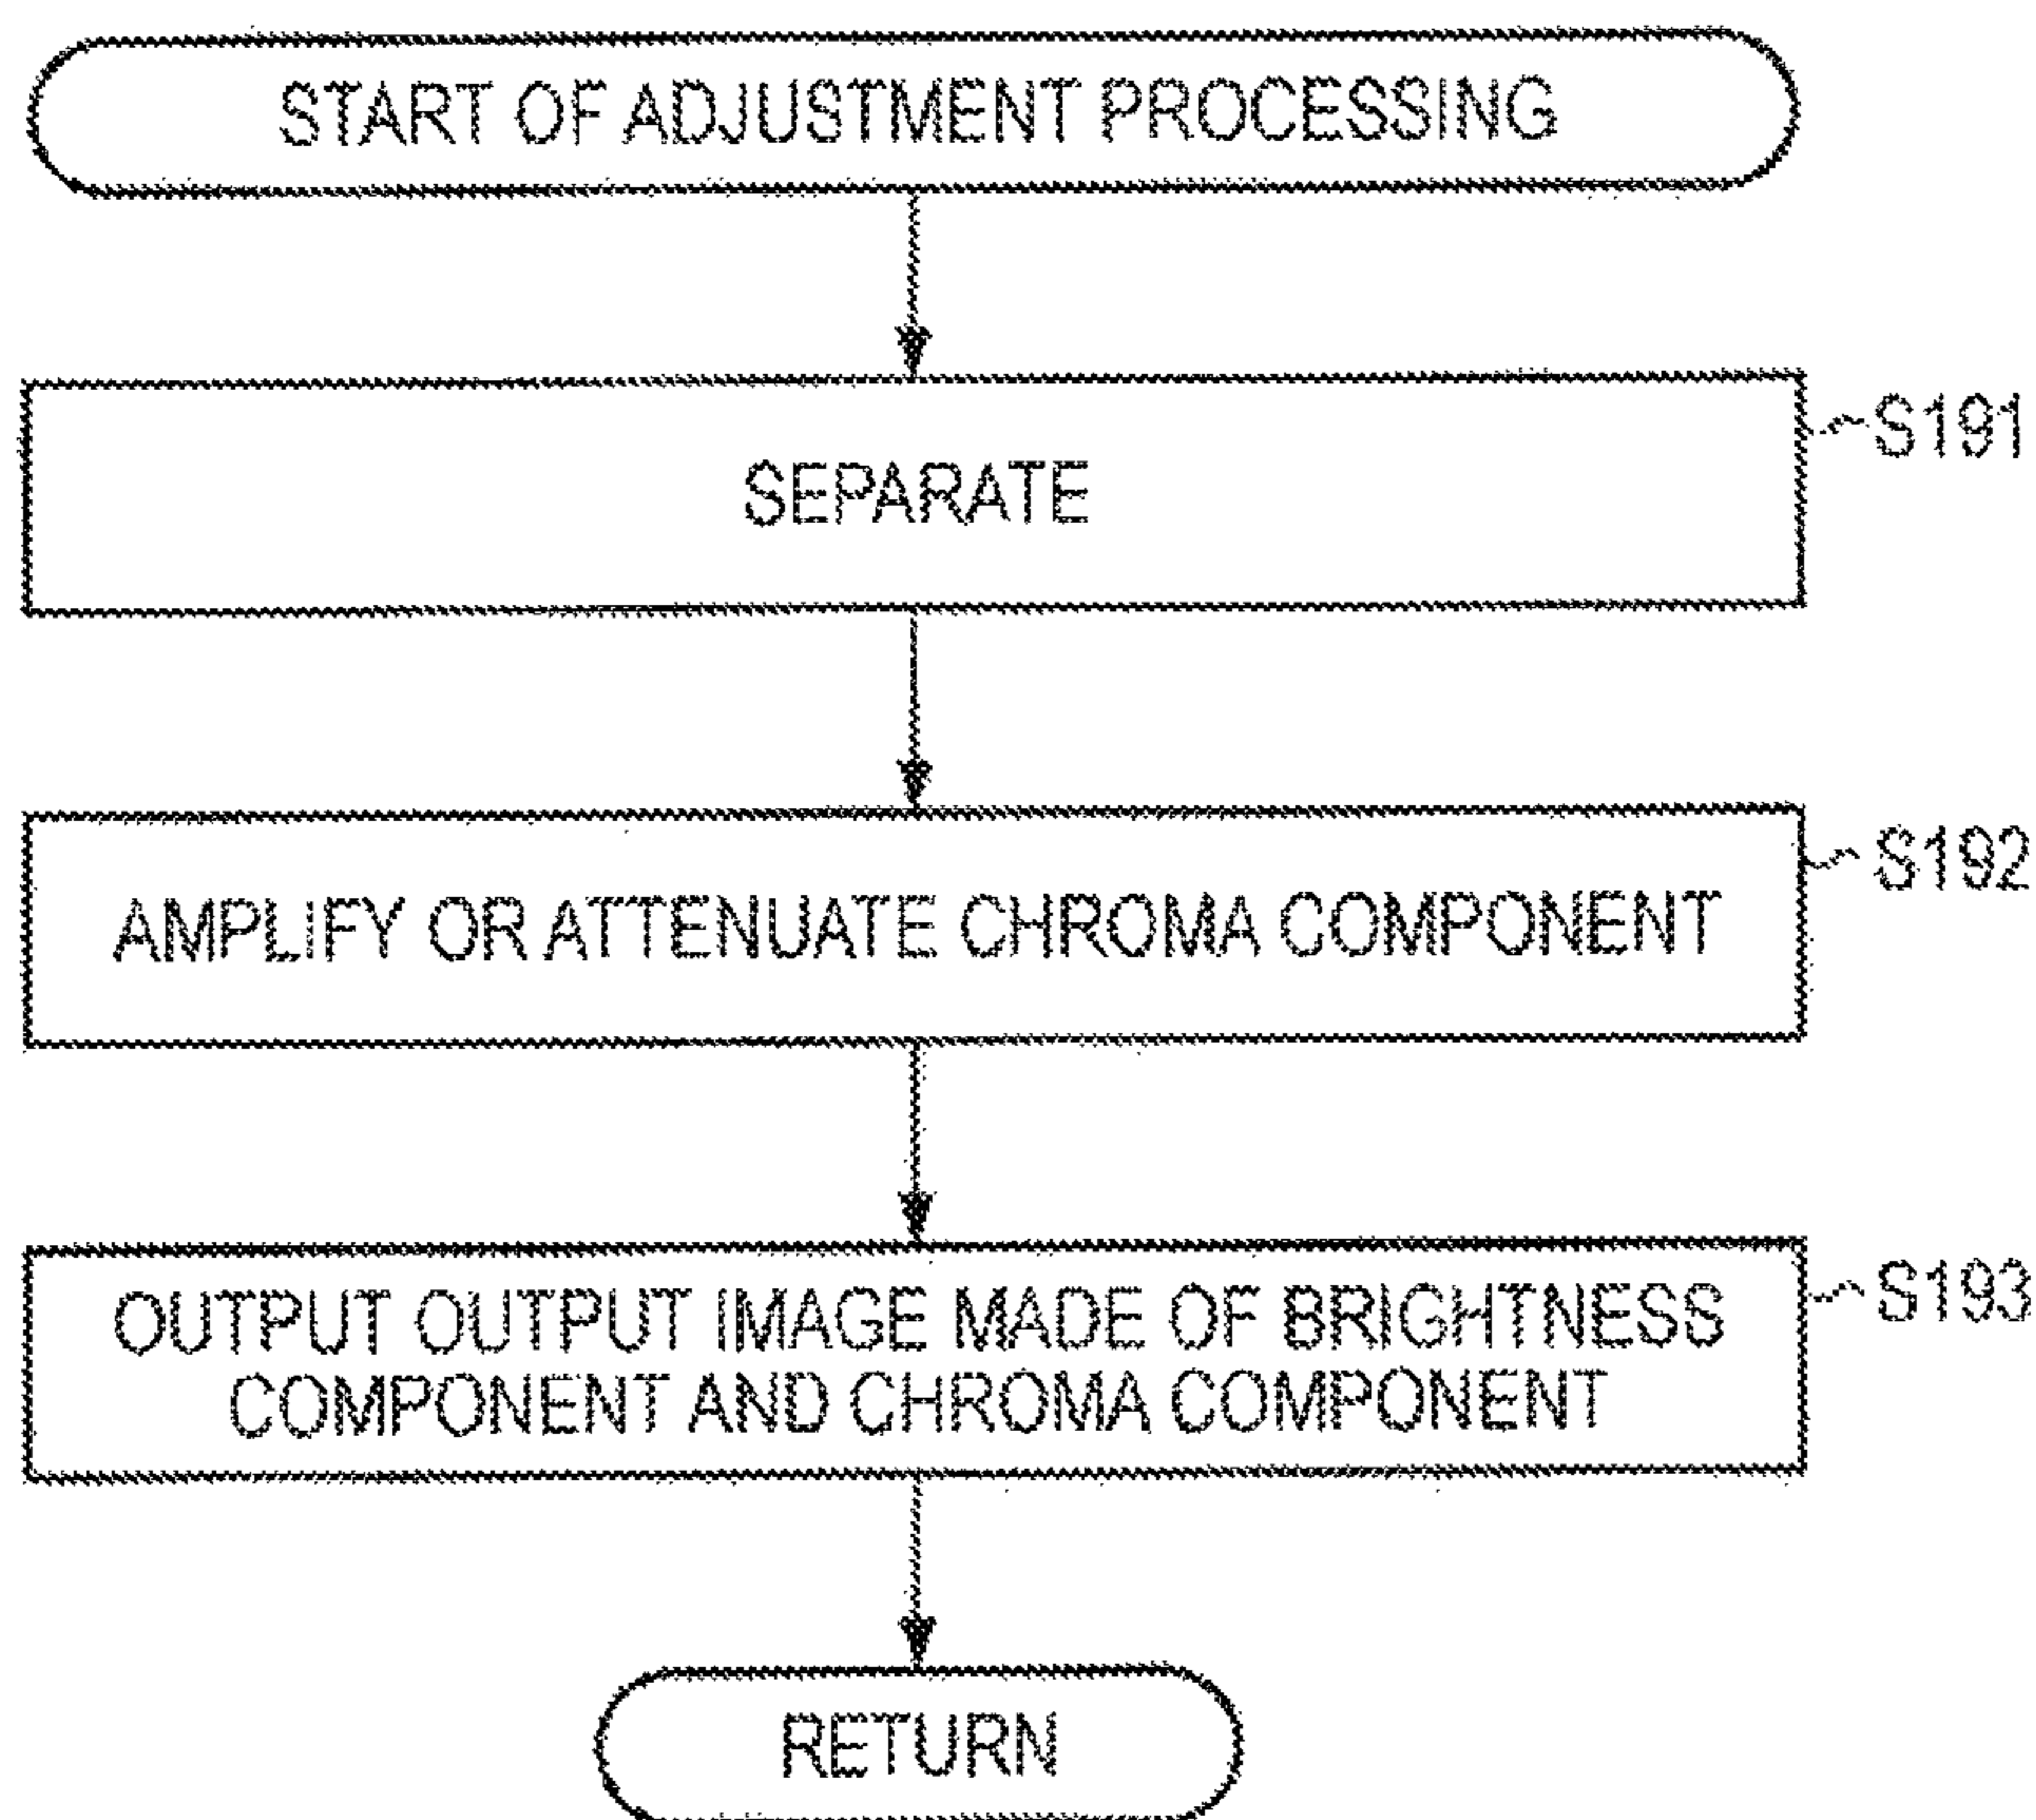 START OF ADJUSTMENT PROCESSING
SEPARATE
S191
AMPLIFY OR ATTENUATE CHROMA COMPONENT
S192
OUTPUT OUTPUT IMAGE MADE OF BRIGHTNESS
COMPONENT AND CHROMA COMPONENT
S193
RETURN